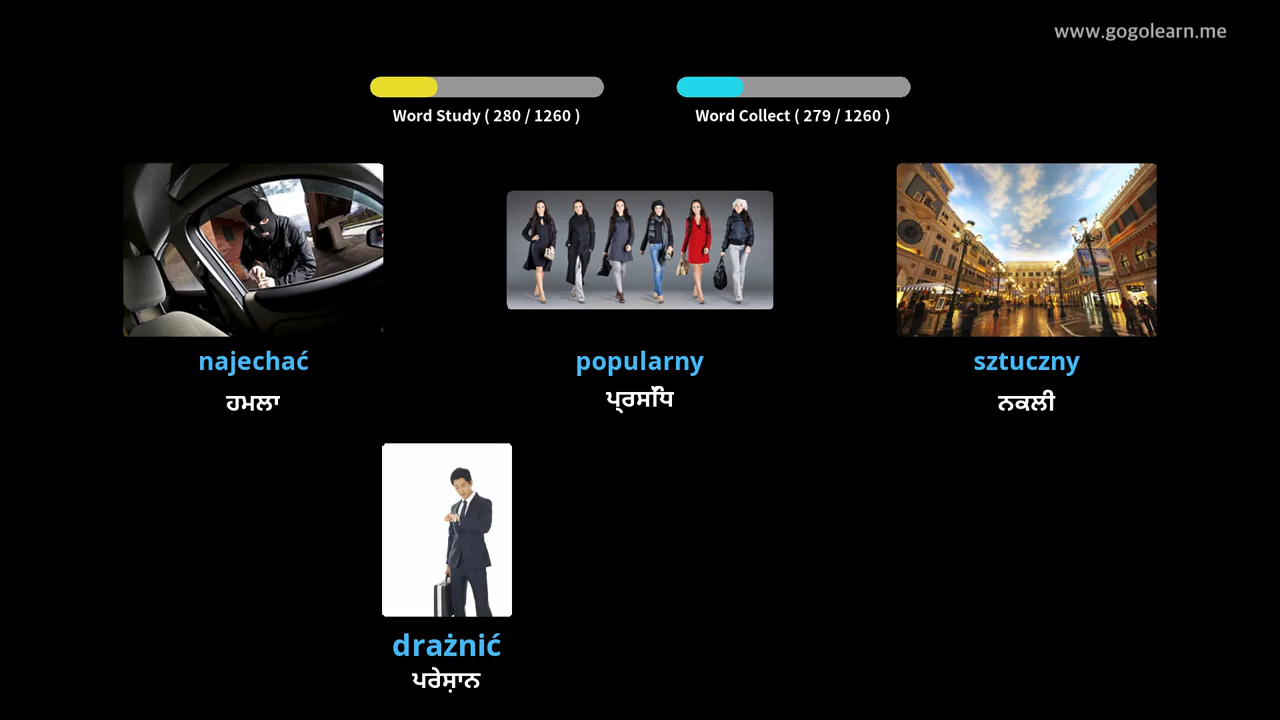 www.gogolearn.me
Word Study ( 280 / 1260 )
Word Collect ( 279 / 1260 )
najechać
popularny
sztuczny
ਹਮਲਾ
ਪ੍ਰਸਿੱਧ
ਨਕਲੀ
drażnić
ਪਰੇਸ਼ਾਨ